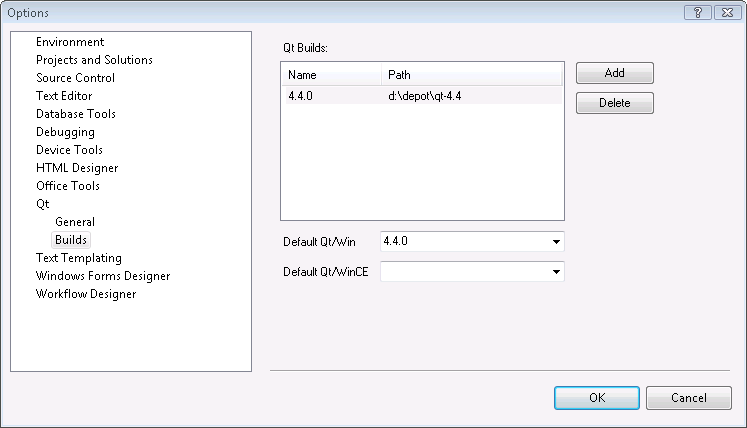 Options
Environment
Projects and Solutions
Source Control
Text Editor
Database Tools
Debugging
Device Tools
HTML Designer
Office Tools
Qt
General
Builds
Text Templating
Windows Forms Designer
Workflow Designer
Qt Builds:
Name Path
4.4.0 d:\depot\qt-4.4
Add
Delete
Default Qt/Win 4.4.0
Default Qt/WinCE
OK Cancel